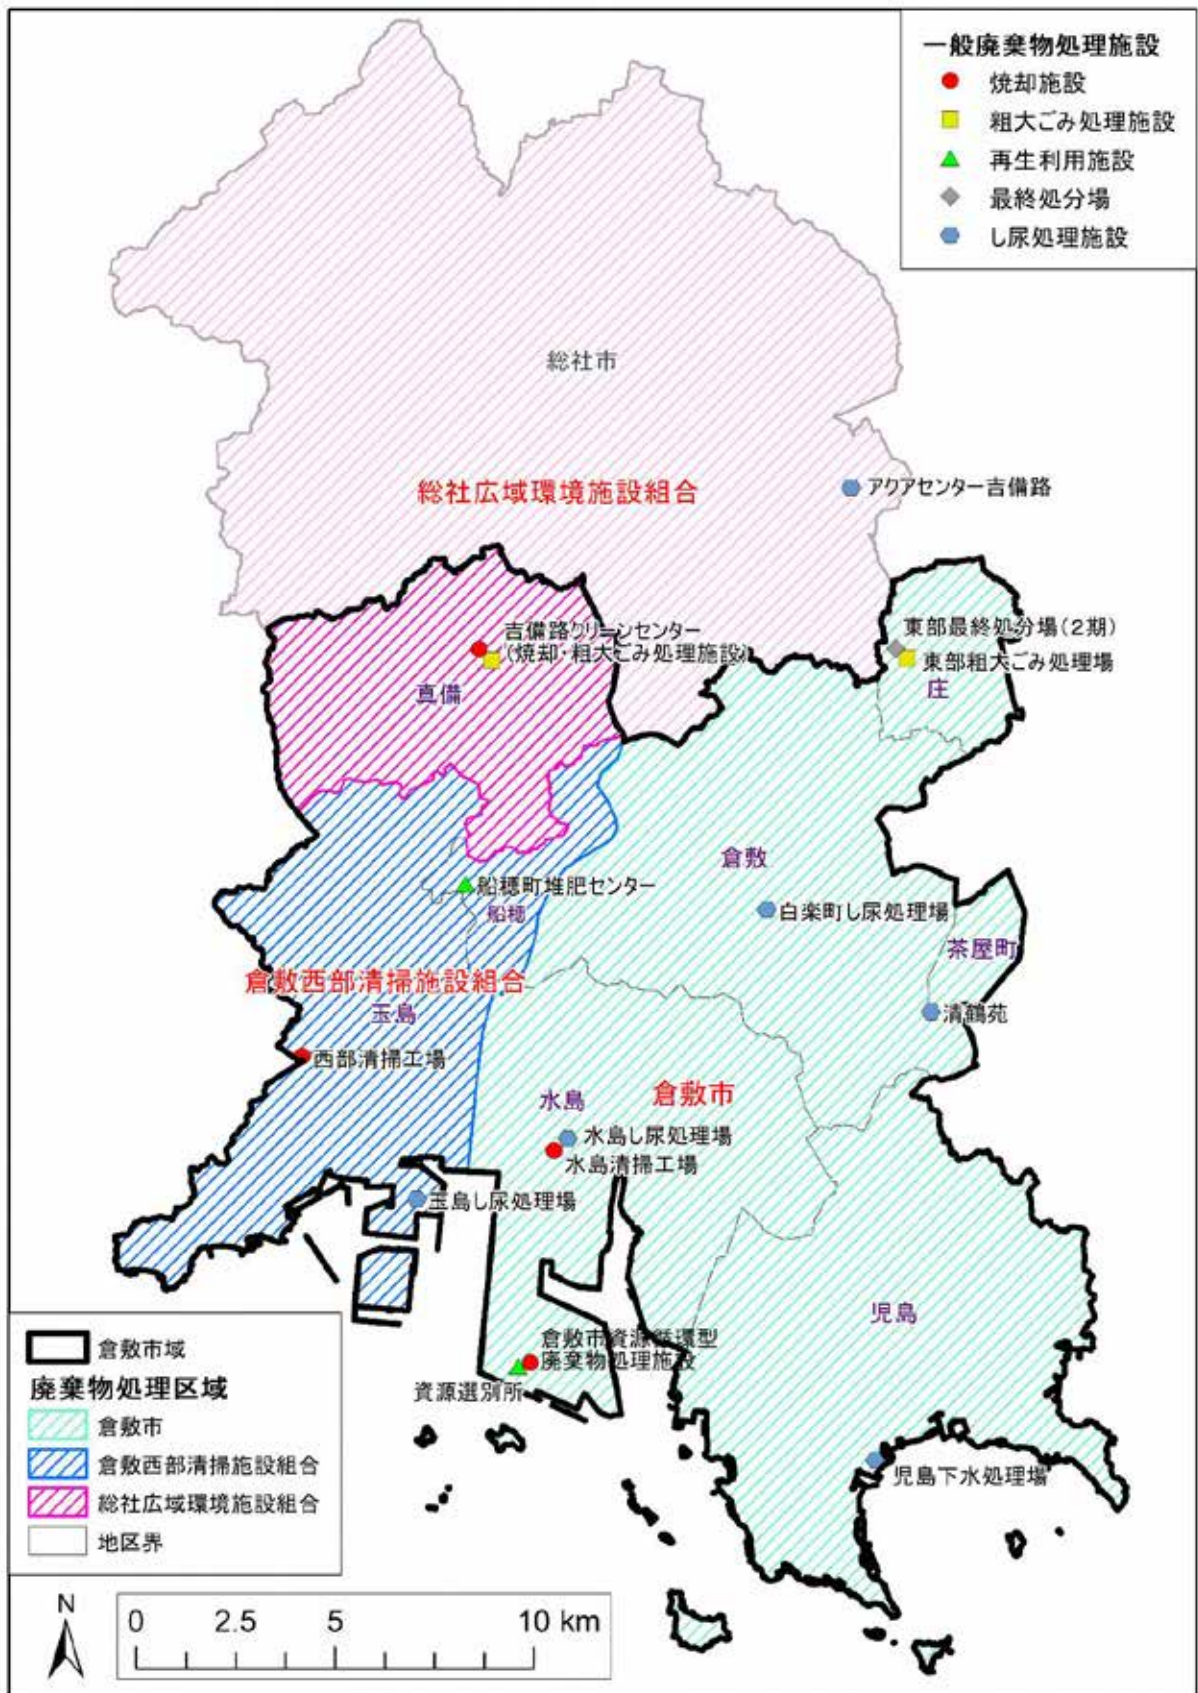 一般廃棄物処理施設
焼却施設
粗大ごみ処理施設
再生利用施設
最終処分場
し尿処理施設
総社市
総社広域環境施設組合
アクアセンター吉備路
吉備路クリーンセンター
(焼却・粗大ごみ処理施設)
真備
東部最終処分場(2期)
東部粗大ごみ処理場
庄
倉敷
船穂町堆肥センター
船穂
白楽町し尿処理場
茶屋町
倉敷西部清掃施設組合
玉島
清鶴苑
西部清掃工場
水島
倉敷市
水島し尿処理場
水島清掃工場
玉島し尿処理場
児島
倉敷市資源循環型
廃棄物処理施設
資源選別所
児島下水処理場
倉敷市域
廃棄物処理区域
倉敷市
倉敷西部清掃施設組合
総社広域環境施設組合
地区界
N
0 2.5 5 10 km